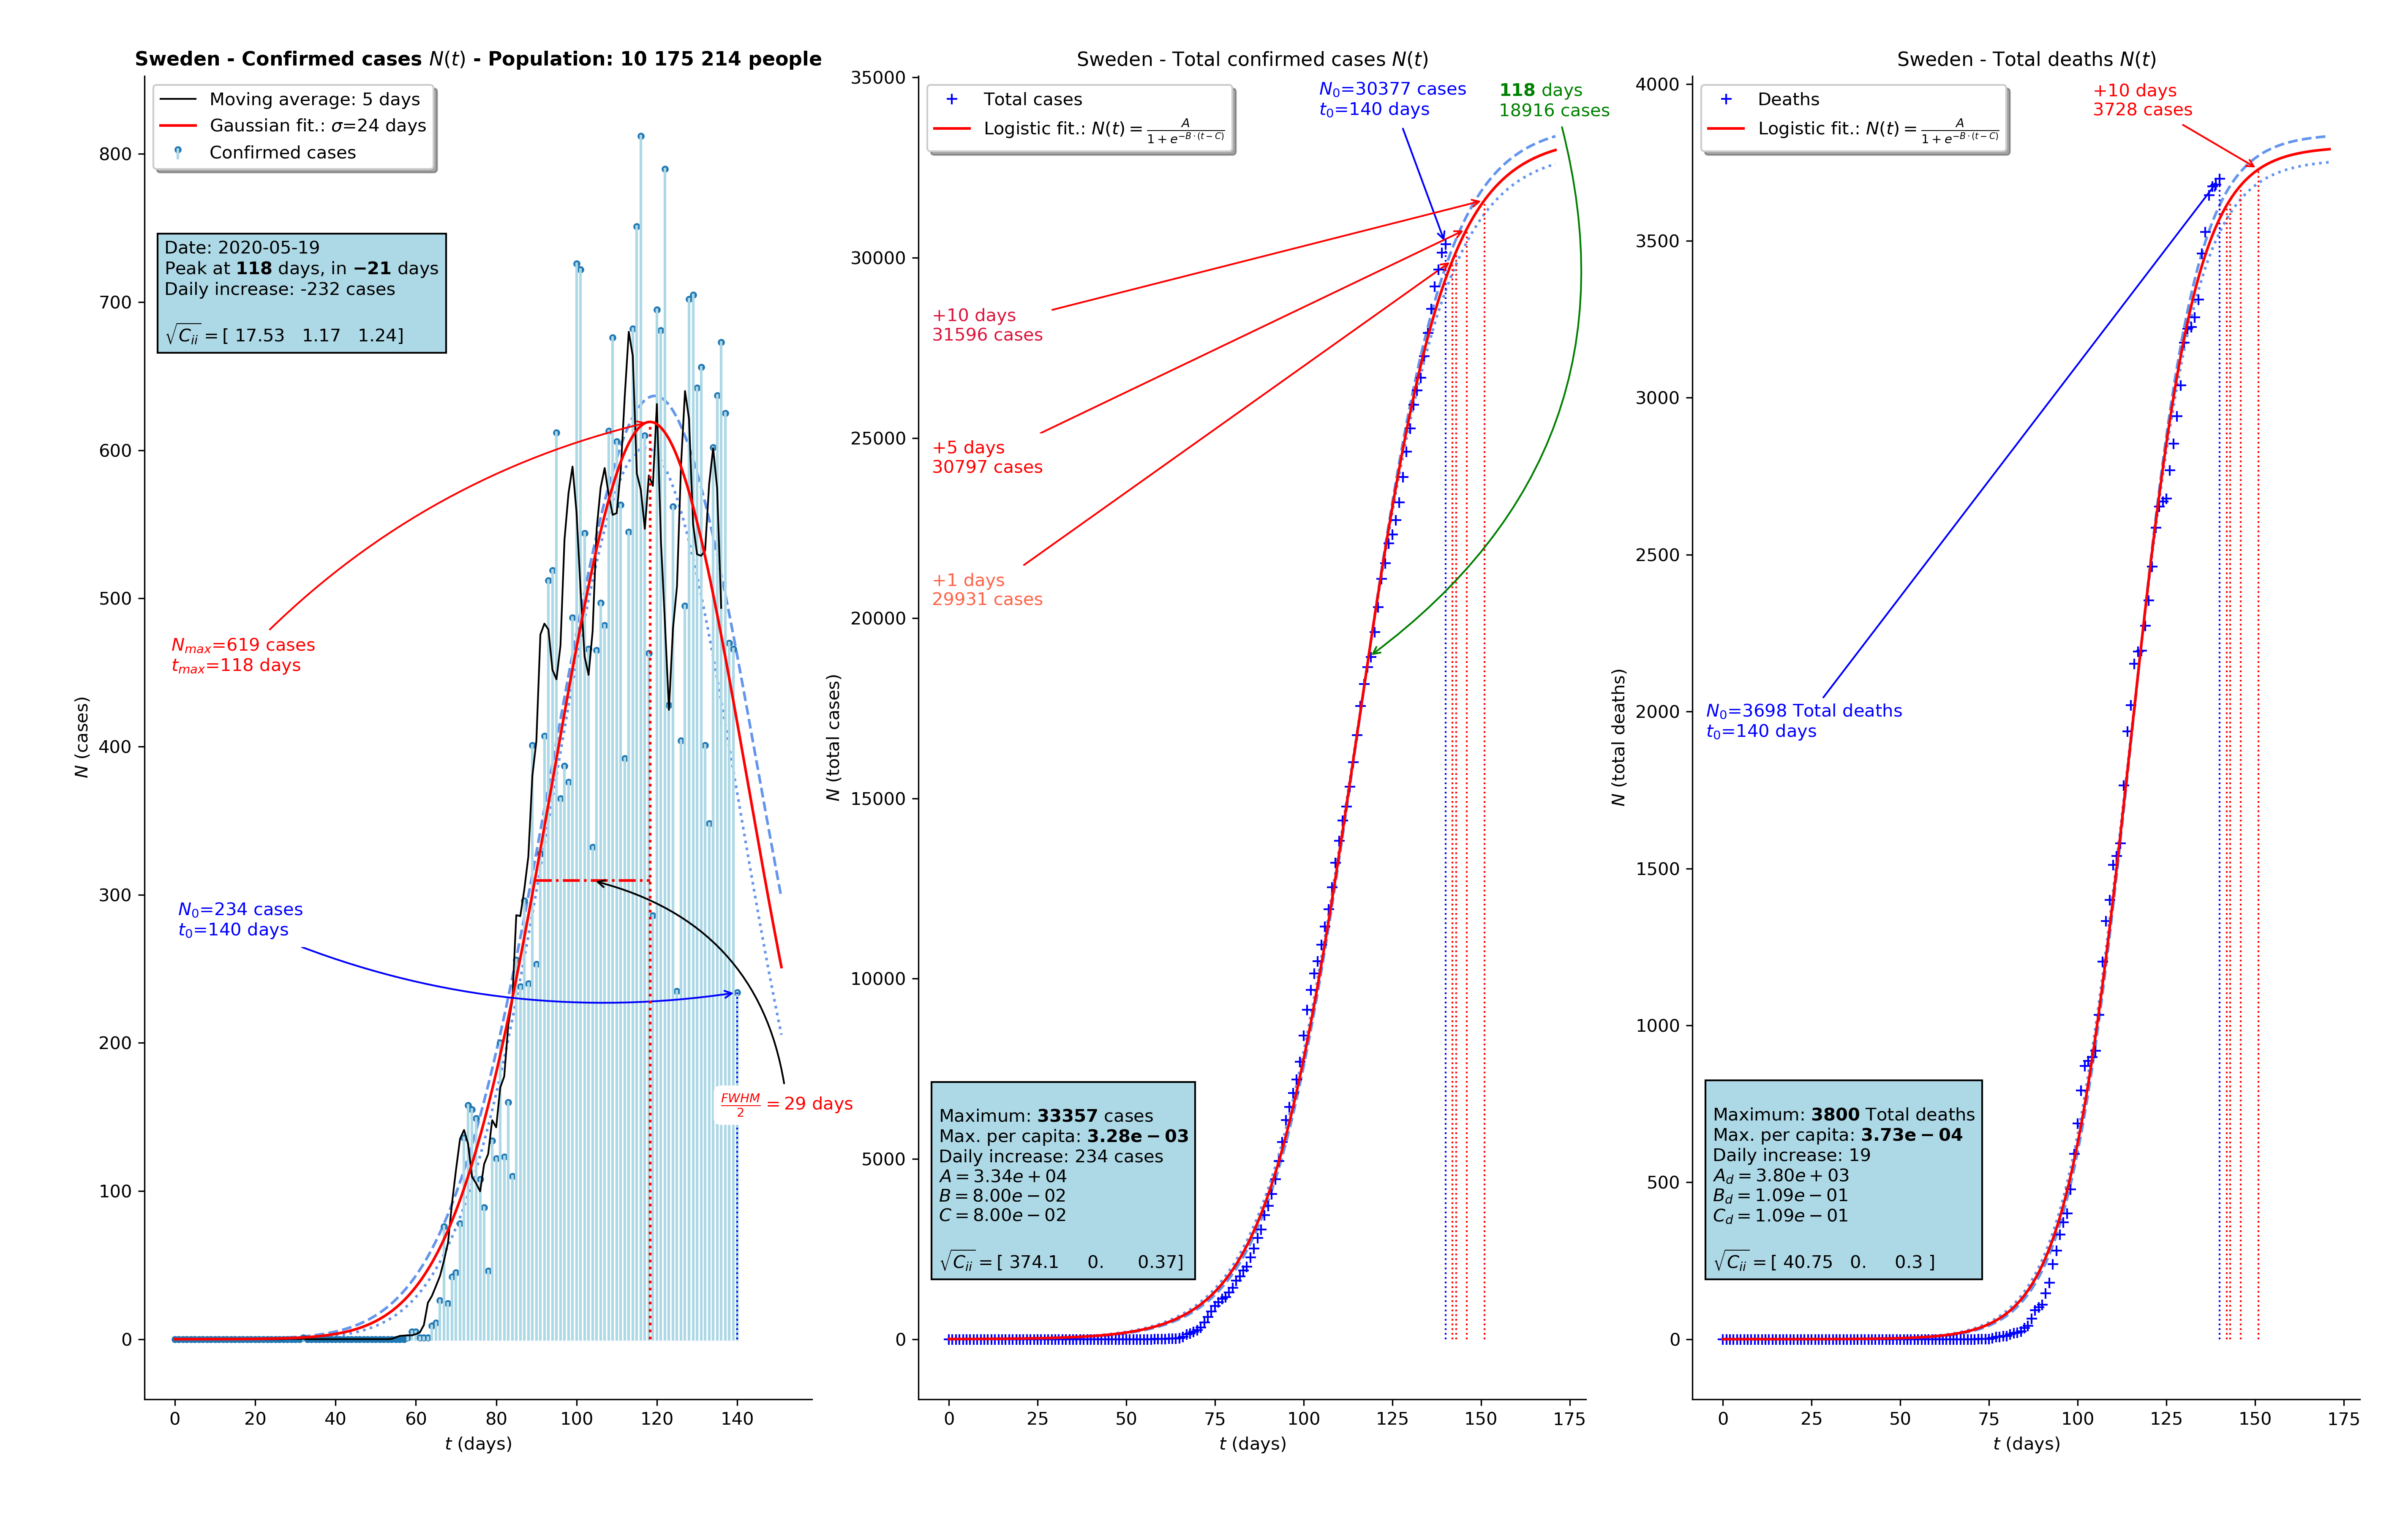 Sweden - Confirmed cases N(t) - Population: 10 175 214 people
Moving average: 5 days
Gaussian fit.: σ=24 days
Confirmed cases
Date: 2020-05-19
Peak at 118 days, in −21 days
Daily increase: -232 cases
√C_ii = [ 17.53 1.17 1.24]
N_max=619 cases
t_max=118 days
N_0=234 cases
t_0=140 days
FWHM/2 = 29 days
N (cases)
800
700
600
500
400
300
200
100
0
0 20 40 60 80 100 120 140
t (days)
Sweden - Total confirmed cases N(t)
Total cases
Logistic fit.: N(t) = A/(1+e^{−B·(t−C)})
N_0=30377 cases
t_0=140 days
118 days
18916 cases
+10 days
31596 cases
+5 days
30797 cases
+1 days
29931 cases
Maximum: 33357 cases
Max. per capita: 3.28e − 03
Daily increase: 234 cases
A = 3.34e + 04
B = 8.00e − 02
C = 8.00e − 02
√C_ii = [ 374.1 0. 0.37]
N (total cases)
35000
30000
25000
20000
15000
10000
5000
0
0 25 50 75 100 125 150 175
t (days)
Sweden - Total deaths N(t)
Deaths
Logistic fit.: N(t) = A/(1+e^{−B·(t−C)})
+10 days
3728 cases
N_0=3698 Total deaths
t_0=140 days
Maximum: 3800 Total deaths
Max. per capita: 3.73e − 04
Daily increase: 19
A_d = 3.80e + 03
B_d = 1.09e − 01
C_d = 1.09e − 01
√C_ii = [ 40.75 0. 0.3 ]
N (total deaths)
4000
3500
3000
2500
2000
1500
1000
500
0
0 25 50 75 100 125 150 175
t (days)